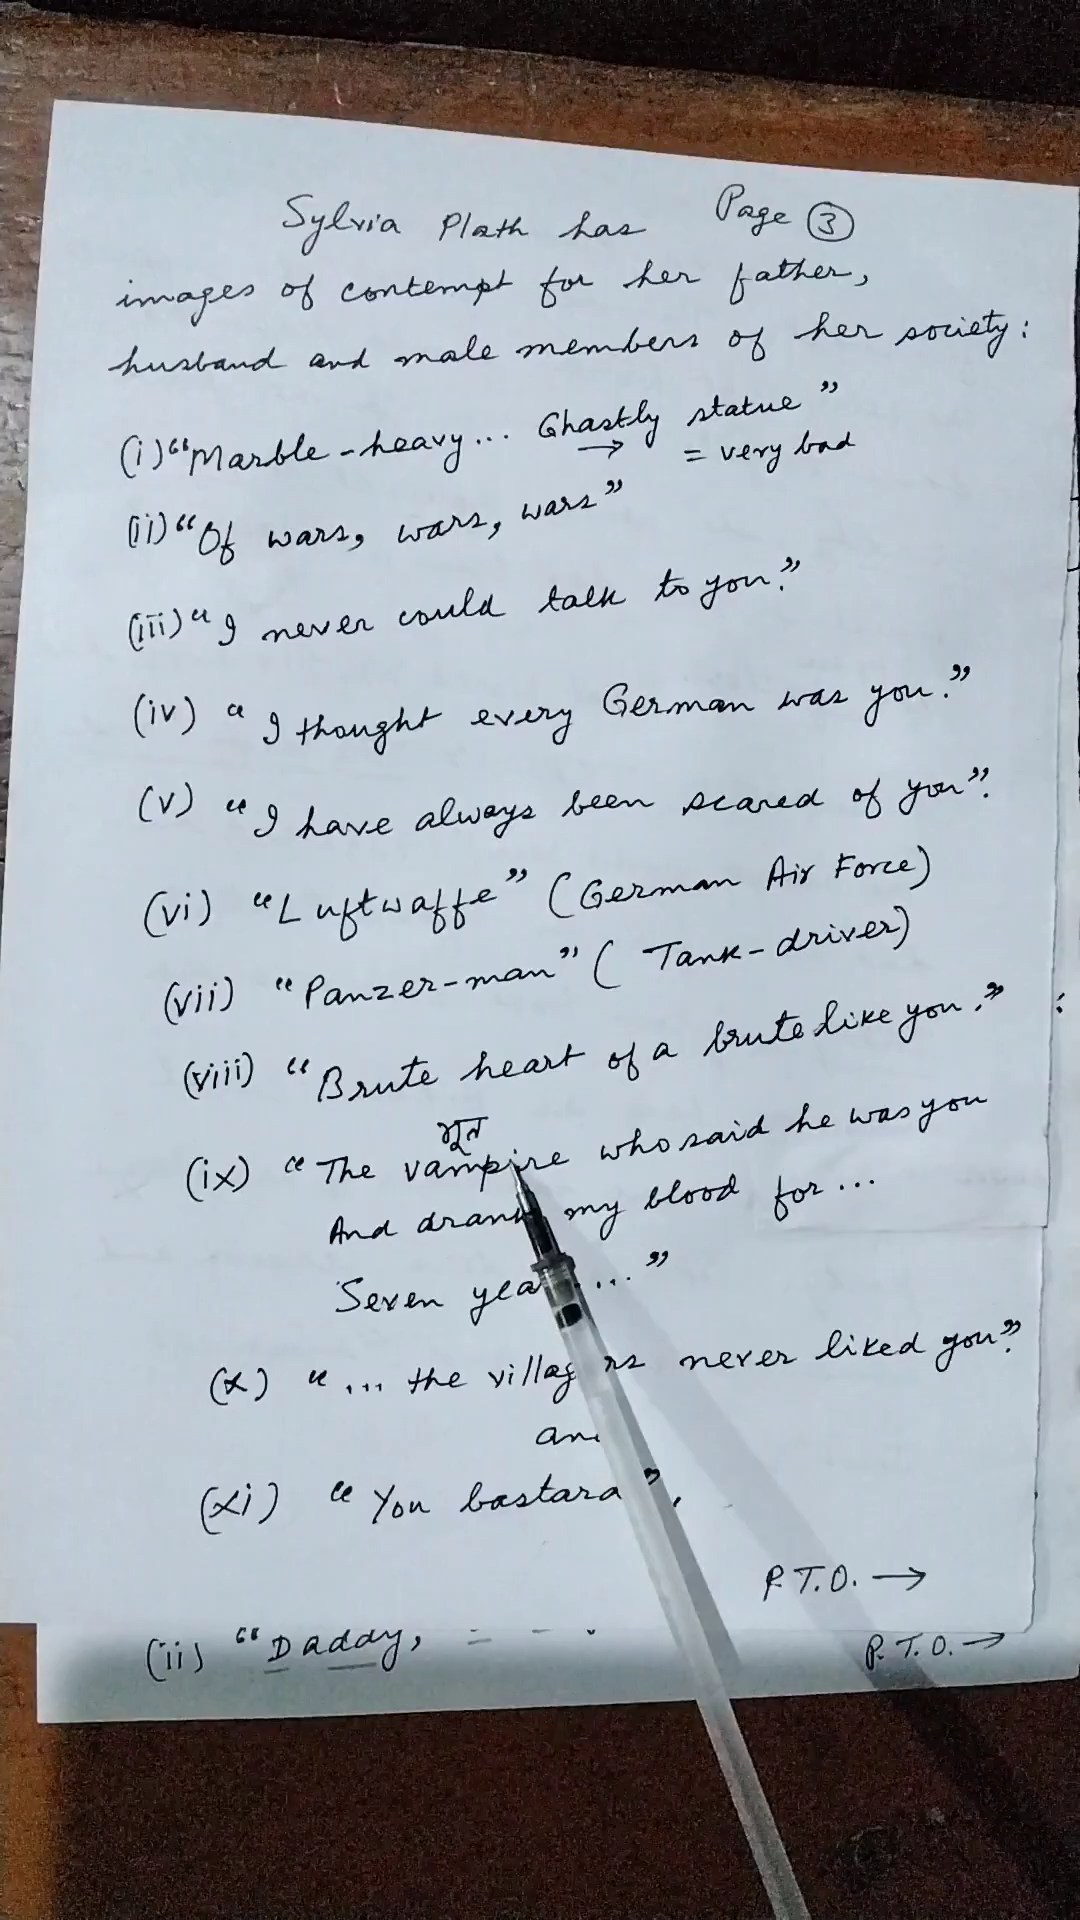 Sylvia Plath has Page 3
images of contempt for her father,
husband and male members of her society:
(i) "Marble-heavy... Ghastly statue"
→ = very bad
(ii) "Of wars, wars, wars"
(iii) "I never could talk to you."
(iv) "I thought every German was you."
(v) "I have always been scared of you".
(vi) "Luftwaffe" (German Air Force)
(vii) "Panzer-man" (Tank-driver)
(viii) "Brute heart of a brute like you."
भूत
(ix) "The vampire who said he was you
And drank my blood for...
Seven yea ..."
(x) "... the villag rs never liked you".
(xi) "You ",
P.T.O. →
(ii) "Daddy, = - -
P.T.O. →